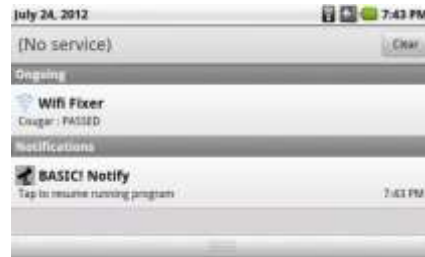 July 24, 2012 7:43 PM
(No service) Clear
Ongoing
Wifi Fixer
Cougar : PASSED
Notifications
BASIC! Notify
Tap to resume running program 7:43 PM